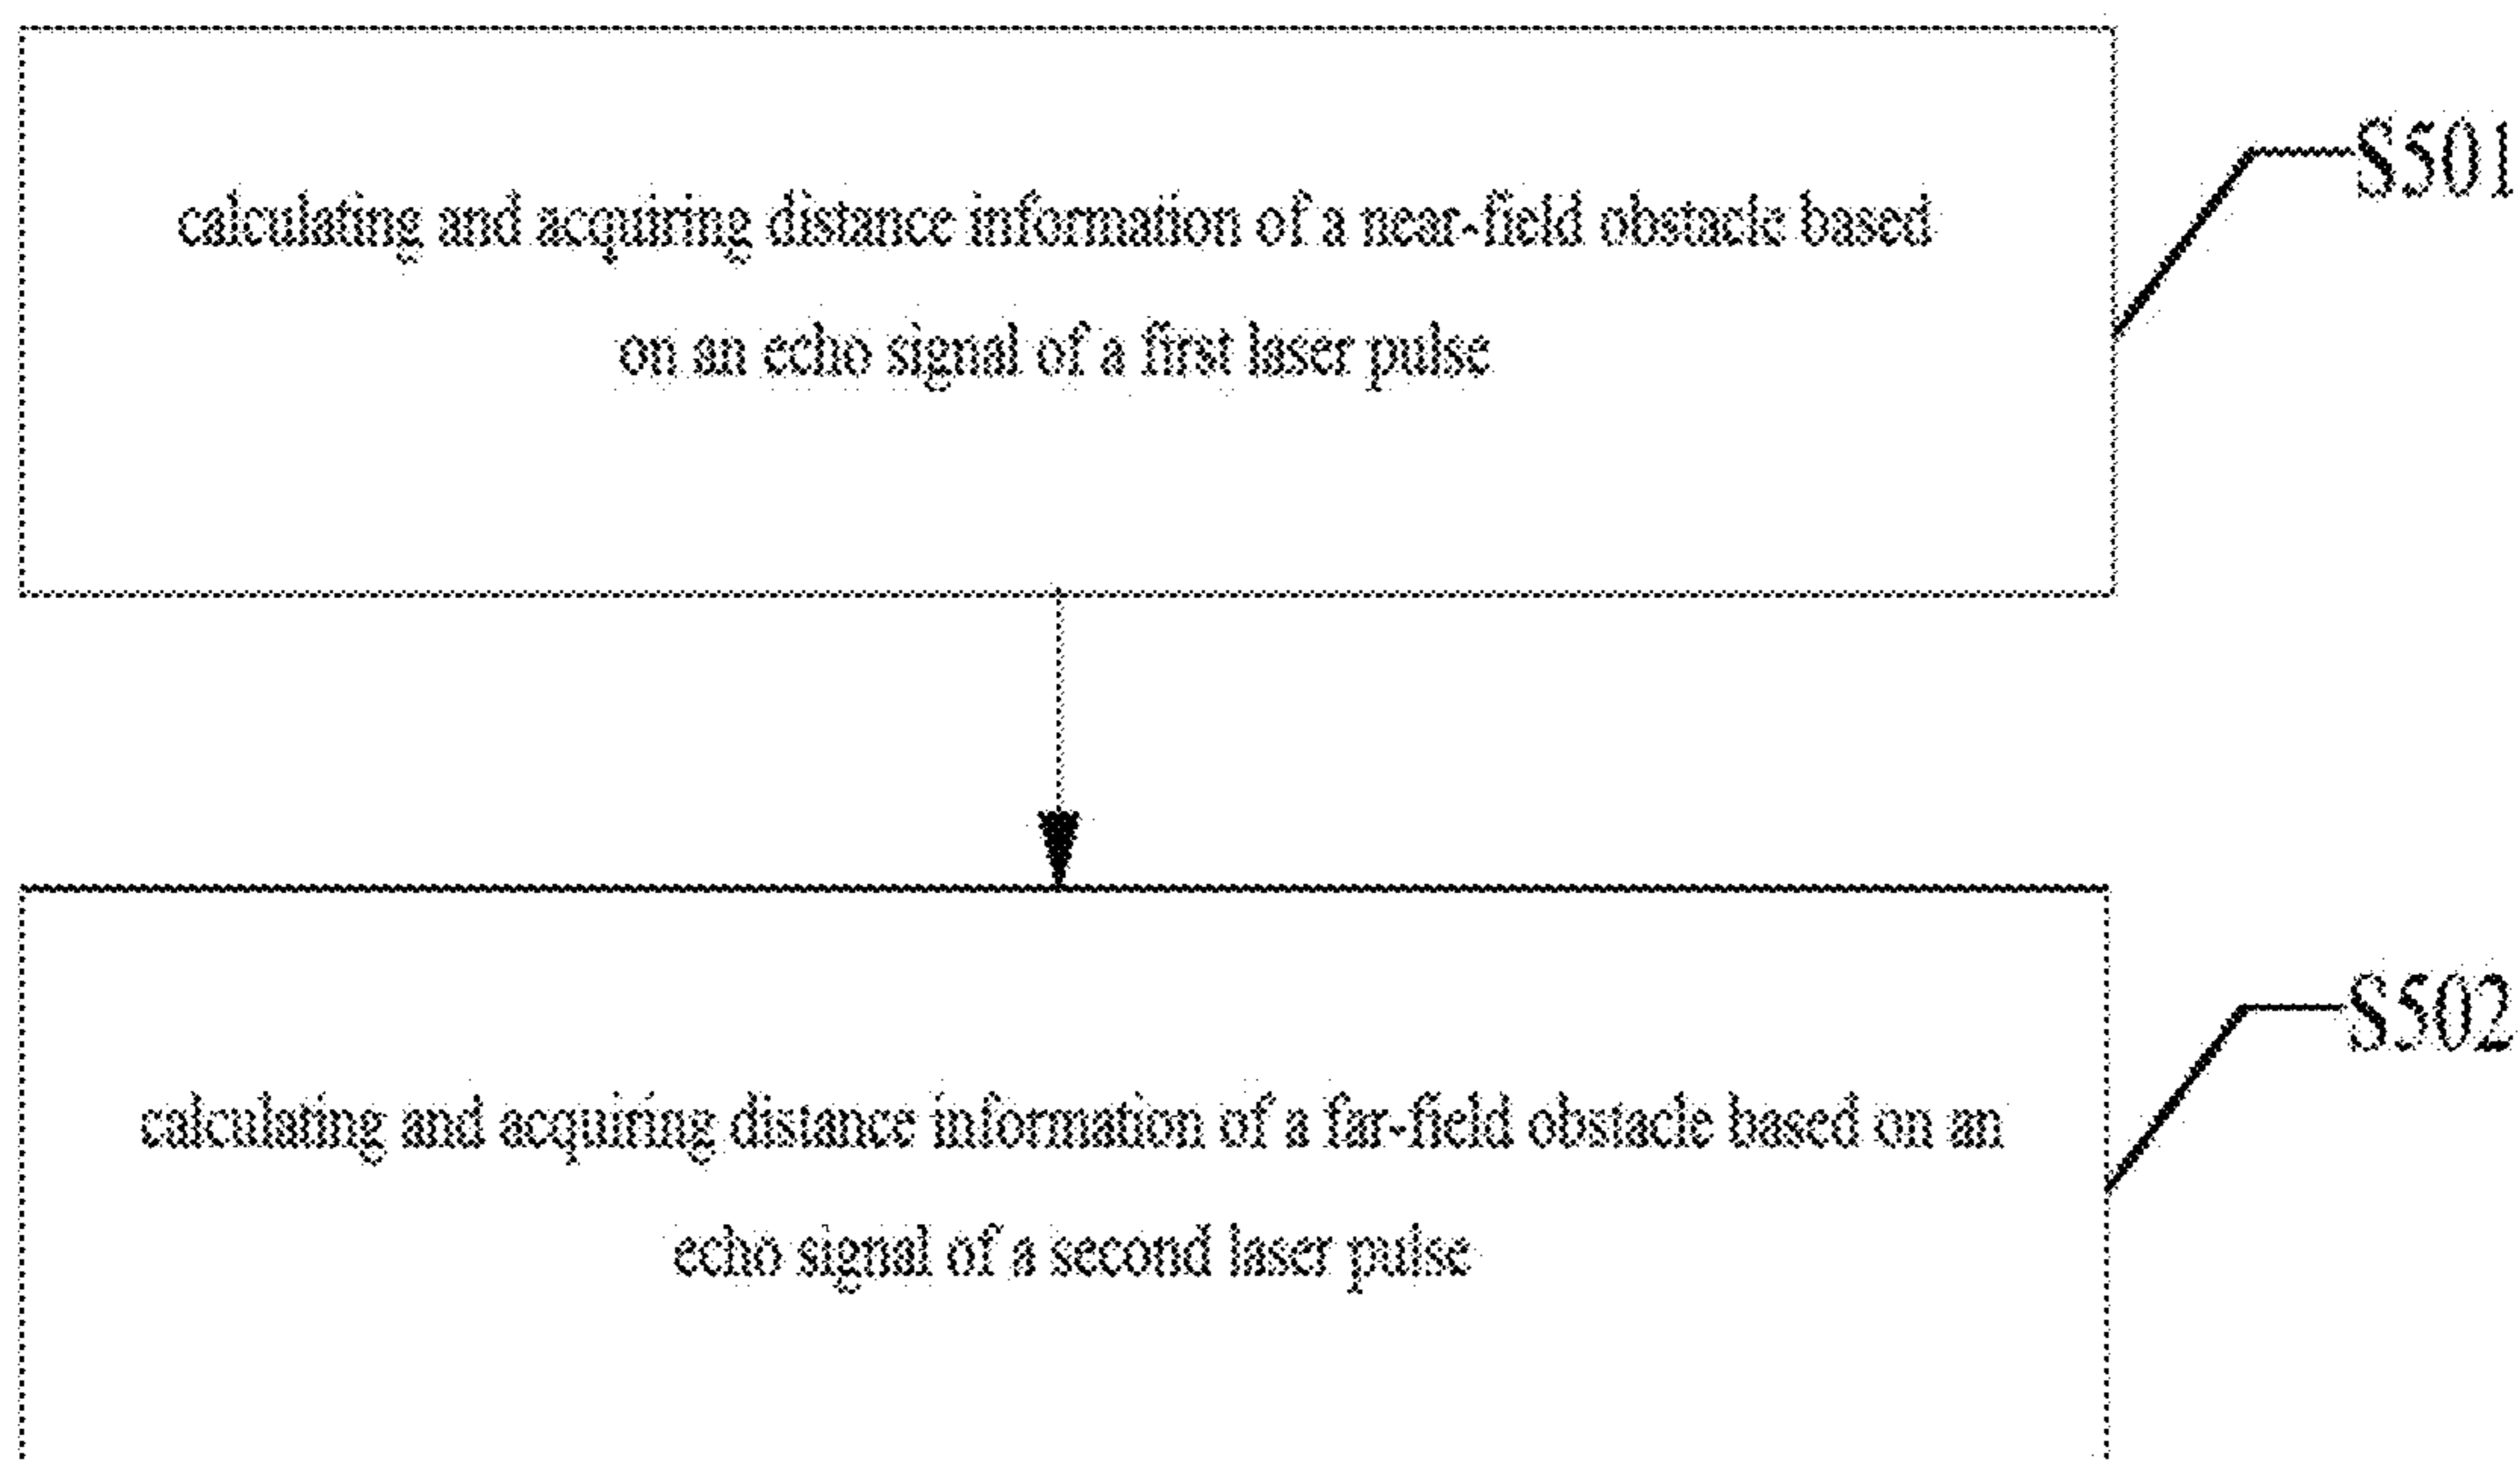 calculating and acquiring distance information of a near-field obstacle based
on an echo signal of a first laser pulse
S501
calculating and acquiring distance information of a far-field obstacle based on an
echo signal of a second laser pulse
S502